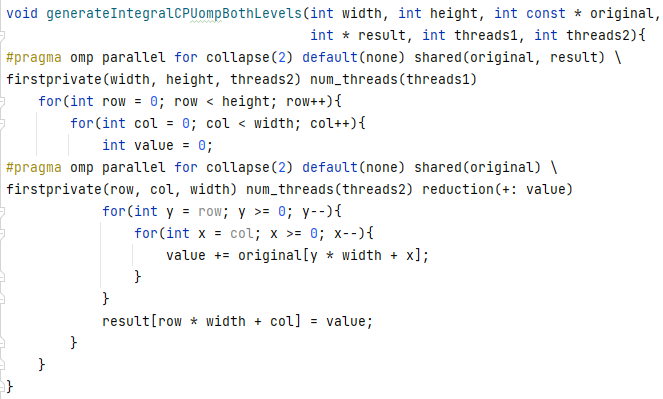 void generateIntegralCPUompBothLevels(int width, int height, int const * original,
                                      int * result, int threads1, int threads2){
#pragma omp parallel for collapse(2) default(none) shared(original, result) \
firstprivate(width, height, threads2) num_threads(threads1)
    for(int row = 0; row < height; row++){
        for(int col = 0; col < width; col++){
            int value = 0;
#pragma omp parallel for collapse(2) default(none) shared(original) \
firstprivate(row, col, width) num_threads(threads2) reduction(+: value)
            for(int y = row; y >= 0; y--){
                for(int x = col; x >= 0; x--){
                    value += original[y * width + x];
                }
            }
            result[row * width + col] = value;
        }
    }
}